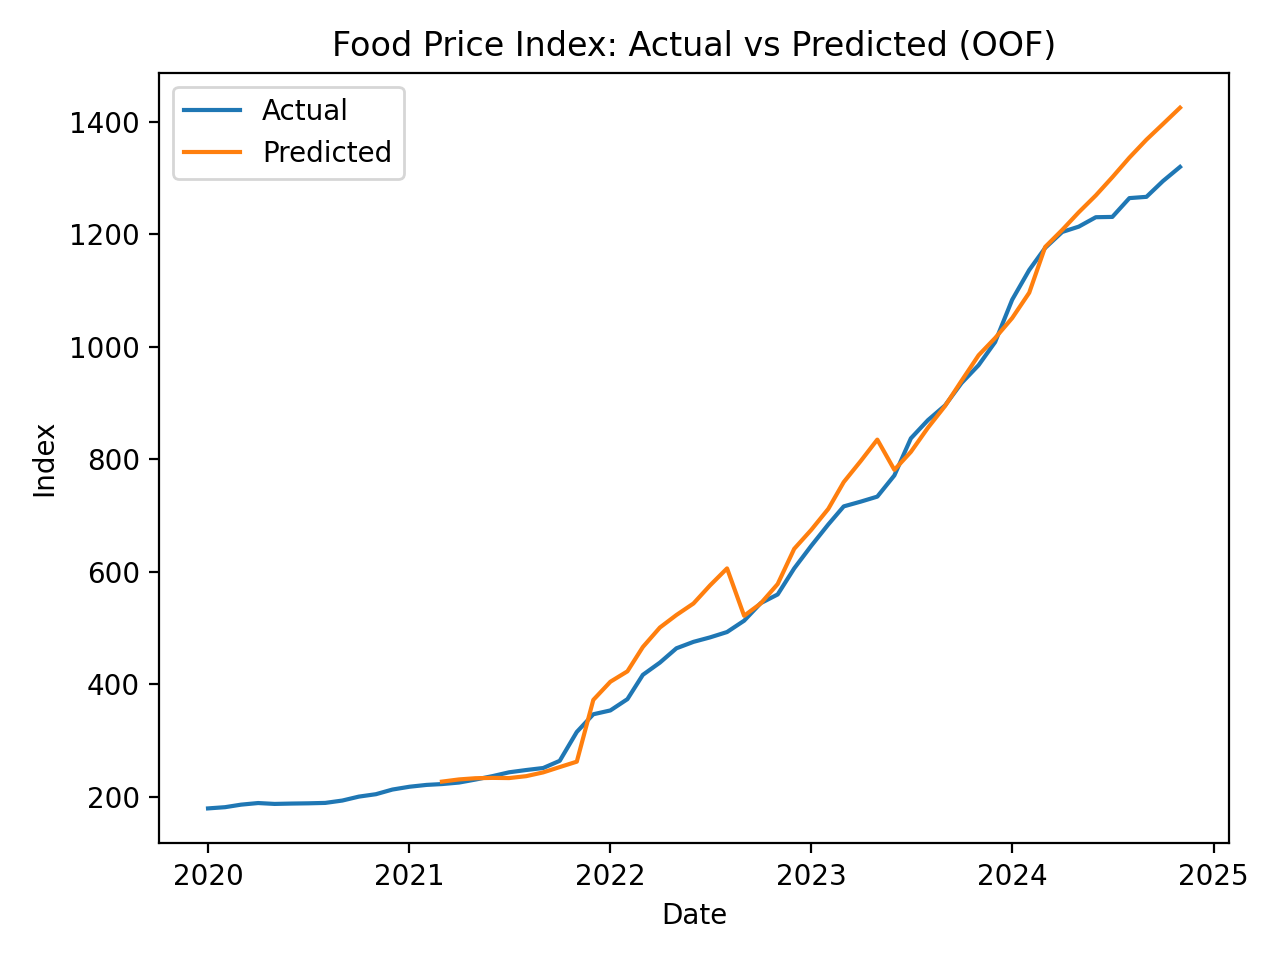 Food Price Index: Actual vs Predicted (OOF)
Actual
Predicted
1400
1200
1000
800
600
400
200
Index
2020 2021 2022 2023 2024 2025
Date